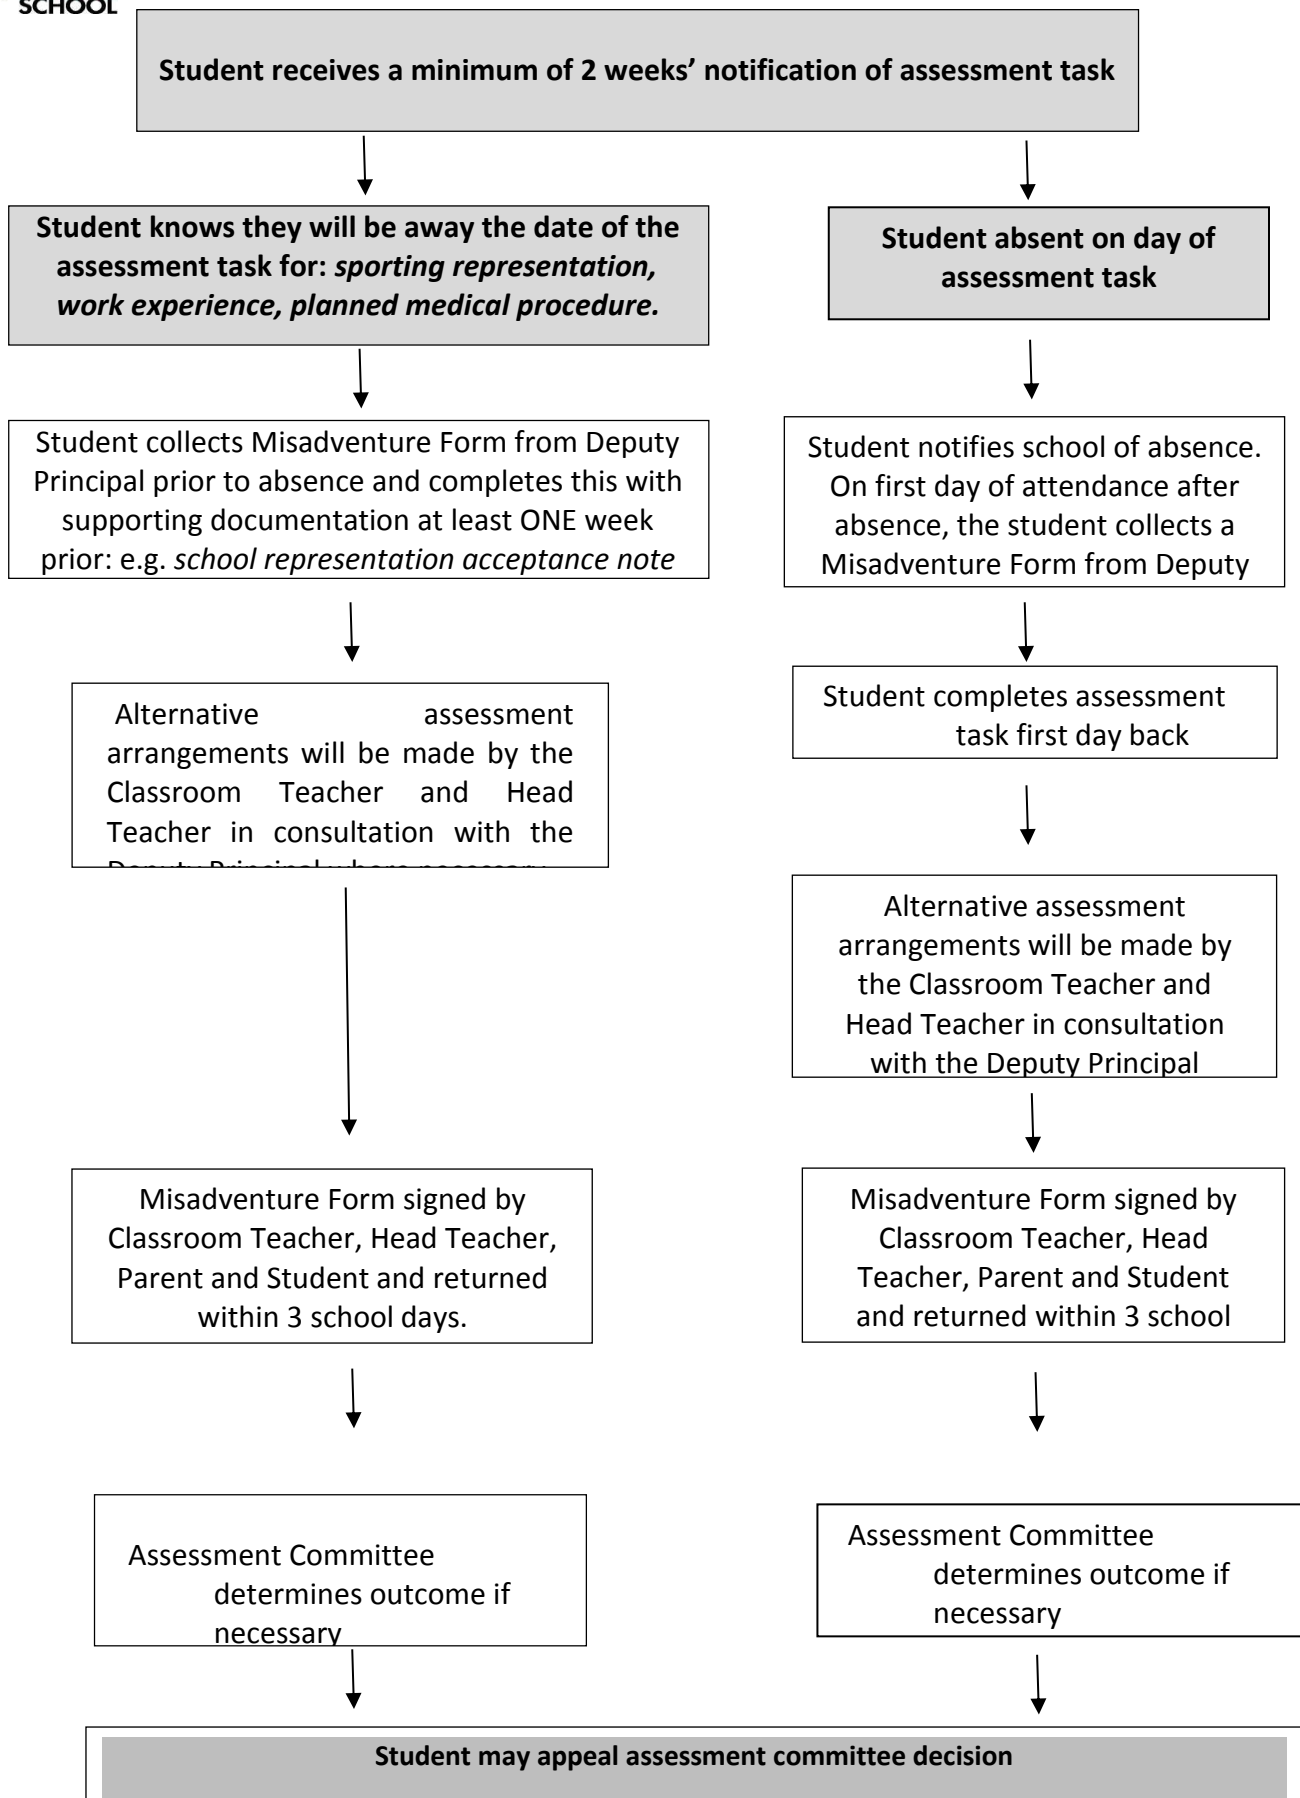 SCHOOL
Student receives a minimum of 2 weeks’ notification of assessment task
Student knows they will be away the date of the
assessment task for: sporting representation,
work experience, planned medical procedure.
Student absent on day of
assessment task
Student collects Misadventure Form from Deputy
Principal prior to absence and completes this with
supporting documentation at least ONE week
prior: e.g. school representation acceptance note
Student notifies school of absence.
On first day of attendance after
absence, the student collects a
Misadventure Form from Deputy
Alternative assessment
arrangements will be made by the
Classroom Teacher and Head
Teacher in consultation with the
Deputy Principal where necessary
Student completes assessment
task first day back
Alternative assessment
arrangements will be made by
the Classroom Teacher and
Head Teacher in consultation
with the Deputy Principal
Misadventure Form signed by
Classroom Teacher, Head Teacher,
Parent and Student and returned
within 3 school days.
Misadventure Form signed by
Classroom Teacher, Head
Teacher, Parent and Student
and returned within 3 school
Assessment Committee
determines outcome if
necessary
Assessment Committee
determines outcome if
necessary
Student may appeal assessment committee decision